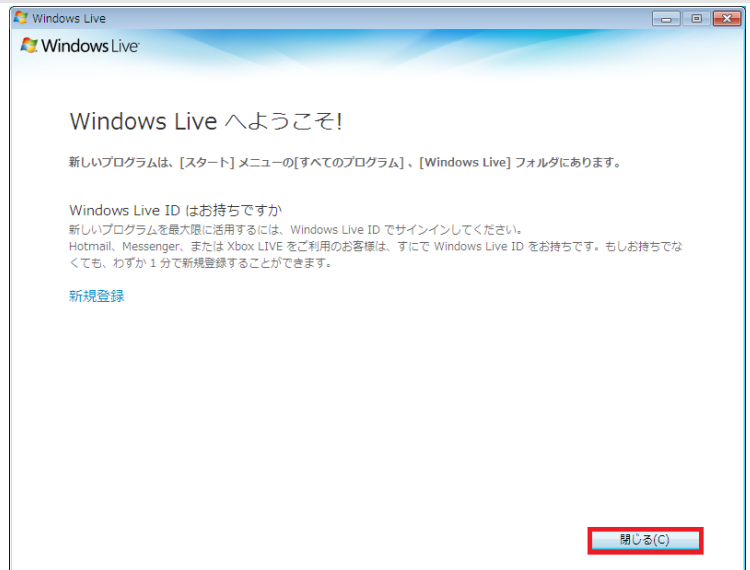 Windows Live
Windows Live
Windows Live へようこそ!
新しいプログラムは、[スタート] メニューの[すべてのプログラム] 、[Windows Live] フォルダにあります。
Windows Live ID はお持ちですか
新しいプログラムを最大限に活用するには、Windows Live ID でサインインしてください。
Hotmail、Messenger、または Xbox LIVE をご利用のお客様は、すにで Windows Live ID をお持ちです。もしお持ちでな
くても、わずか 1 分で新規登録することができます。
新規登録
閉じる(C)